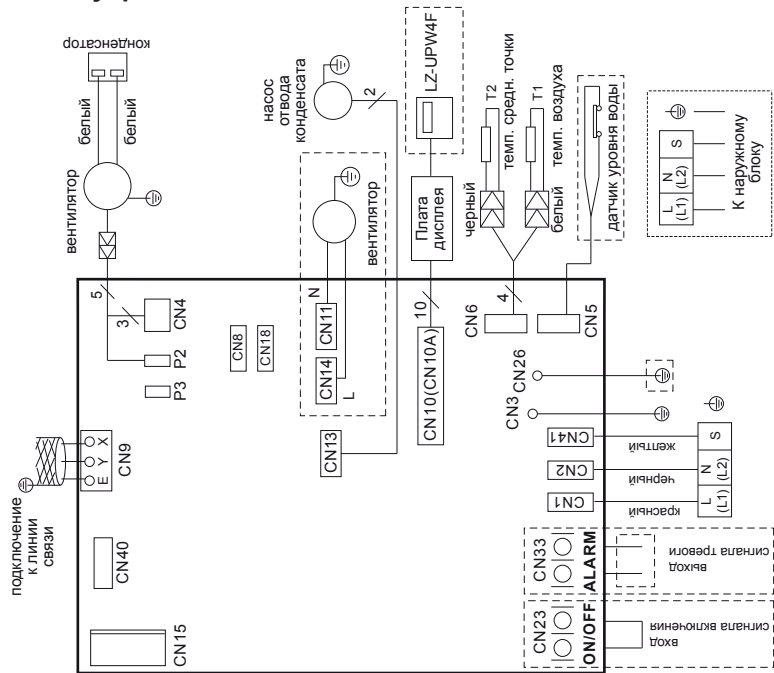 конденсатор
белый
белый
вентилятор
5
3
CN4
P2
P3
подключение
к линии
связи
E Y X
CN9
CN40
CN15
CN8
CN18
N
CN11
CN14
L
вентилятор
насос
отвода
конденсата
2
CN13
LZ-UPW4F
Плата
дисплея
10
CN10(CN10A)
T2
темп. средн. точки
черный
T1
темп. воздуха
белый
4
CN6
датчик уровня воды
CN5
CN3
CN26
L
(L1)
N
(L2)
S
К наружному
блоку
CN41
CN2
CN1
желтый
черный
красный
L
(L1)
N
(L2)
S
CN33
ALARM
выход
сигнала тревоги
CN23
ON/OFF
вход
сигнала включения